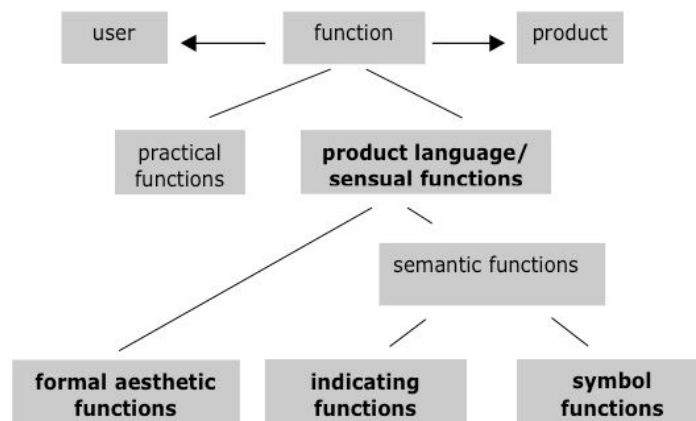 user
function
product
practical
functions
product language/
sensual functions
semantic functions
formal aesthetic
functions
indicating
functions
symbol
functions